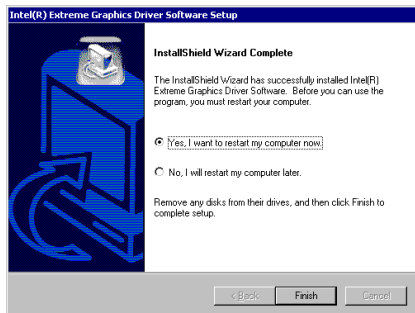 Intel(R) Extreme Graphics Driver Software Setup
InstallShield Wizard Complete
The InstallShield Wizard has successfully installed Intel(R)
Extreme Graphics Driver Software. Before you can use the
program, you must restart your computer.
Yes, I want to restart my computer now.
No, I will restart my computer later.
Remove any disks from their drives, and then click Finish to
complete setup.
< Back
Finish
Cancel